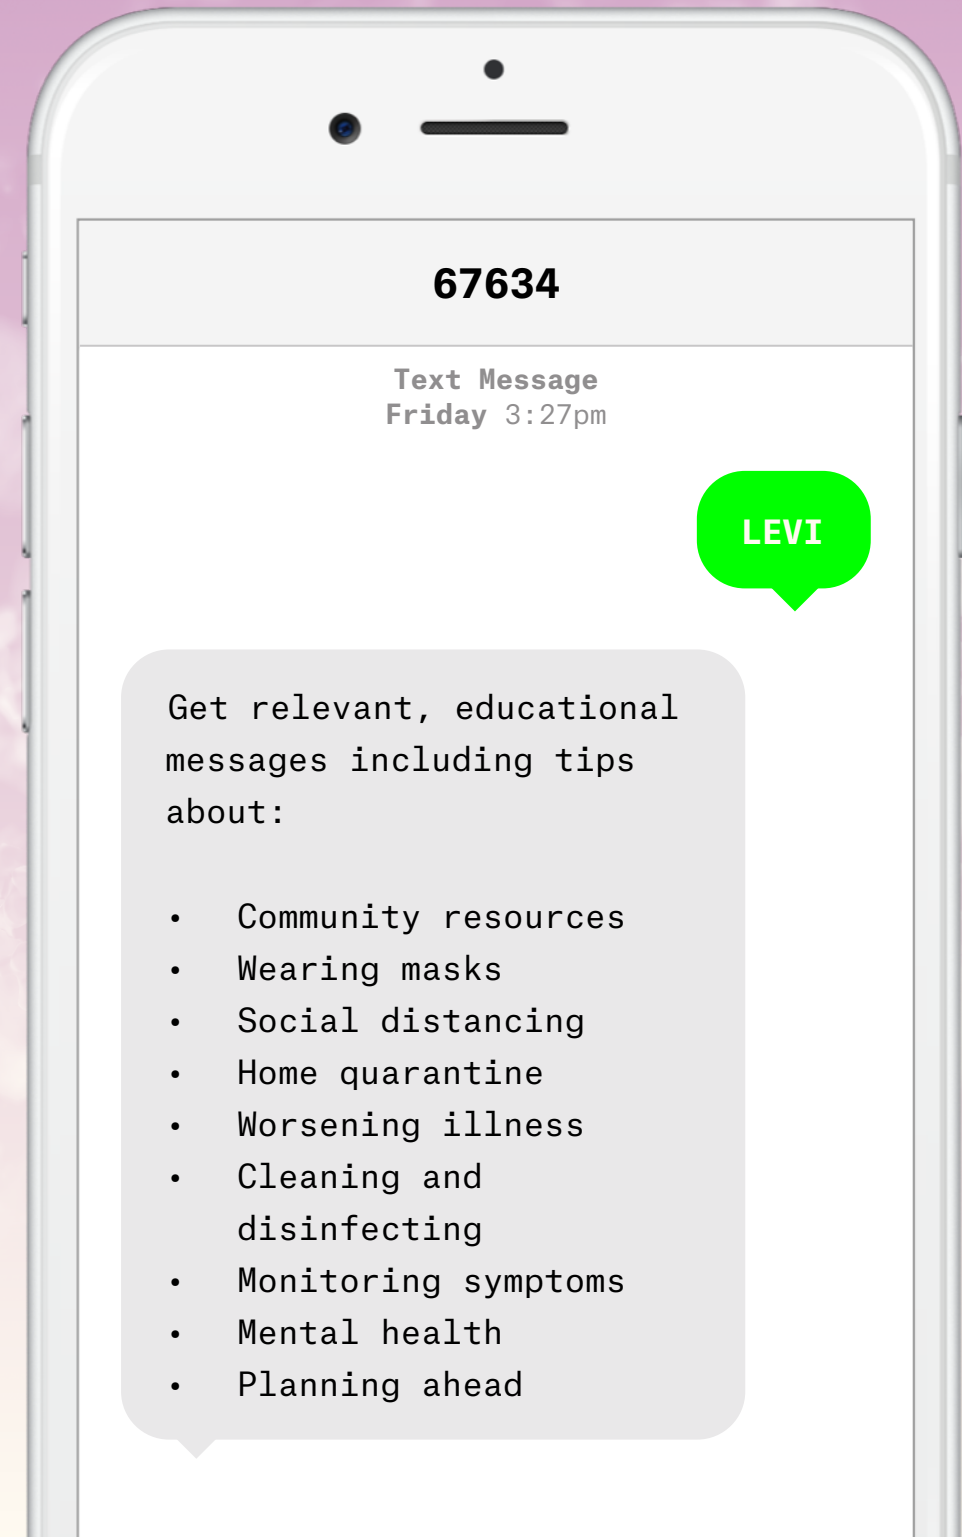 67634
Text Message
Friday 3:27pm
LEVI
Get relevant, educational
messages including tips
about:
• Community resources
• Wearing masks
• Social distancing
• Home quarantine
• Worsening illness
• Cleaning and
disinfecting
• Monitoring symptoms
• Mental health
• Planning ahead